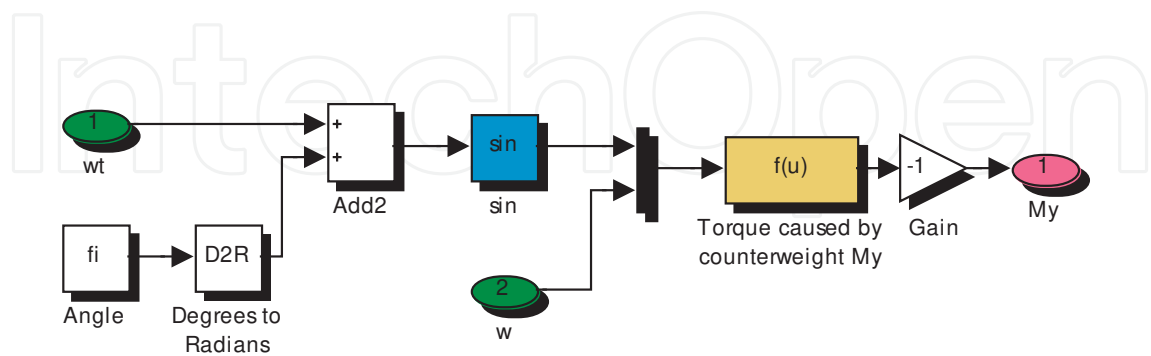 IntechOpen
1
wt
+
+
Add2
sin
sin
fi
Angle
D2R
Degrees to
Radians
2
w
f(u)
Torque caused by
counterweight My
-1
Gain
1
My